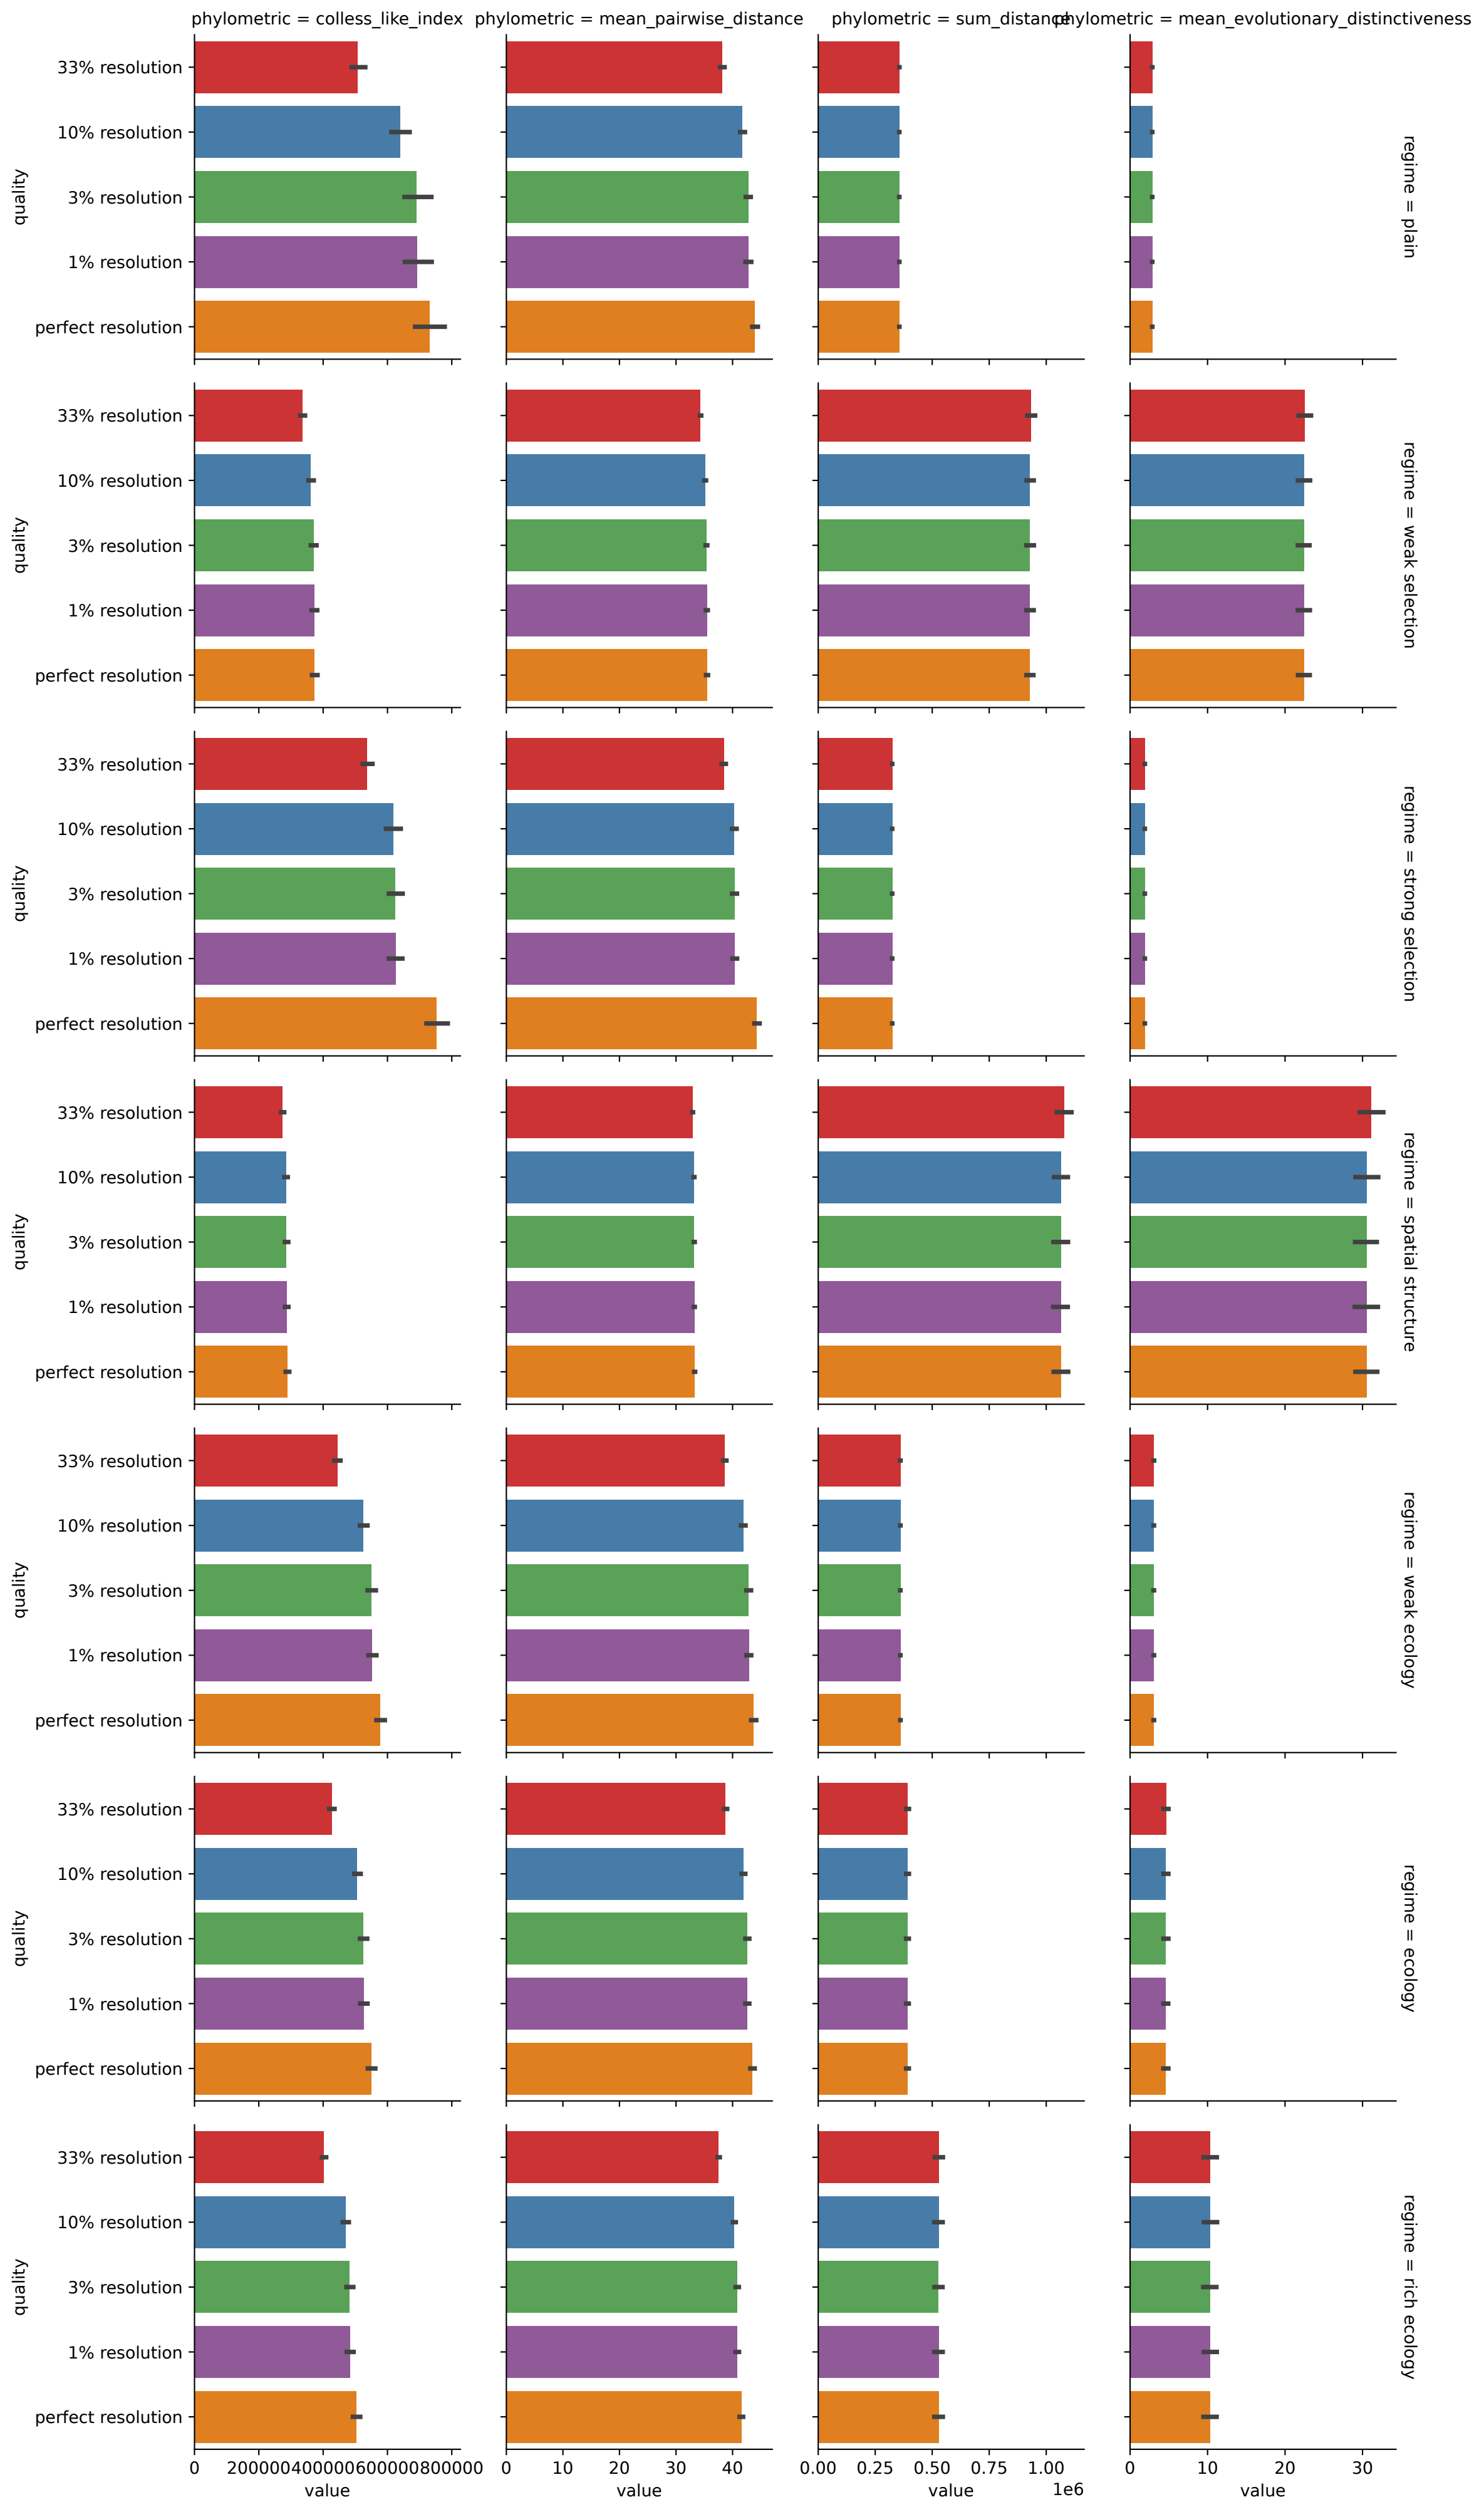 phylometric = colless_like_index
phylometric = mean_pairwise_distance
phylometric = sum_distance
phylometric = mean_evolutionary_distinctiveness
quality
33% resolution
10% resolution
3% resolution
1% resolution
perfect resolution
regime = plain
quality
33% resolution
10% resolution
3% resolution
1% resolution
perfect resolution
regime = weak selection
quality
33% resolution
10% resolution
3% resolution
1% resolution
perfect resolution
regime = strong selection
quality
33% resolution
10% resolution
3% resolution
1% resolution
perfect resolution
regime = spatial structure
quality
33% resolution
10% resolution
3% resolution
1% resolution
perfect resolution
regime = weak ecology
quality
33% resolution
10% resolution
3% resolution
1% resolution
perfect resolution
regime = ecology
quality
33% resolution
10% resolution
3% resolution
1% resolution
perfect resolution
regime = rich ecology
0 200000 400000 600000 800000
value
0 10 20 30 40
value
0.00 0.25 0.50 0.75 1.00
1e6
value
0 10 20 30
value